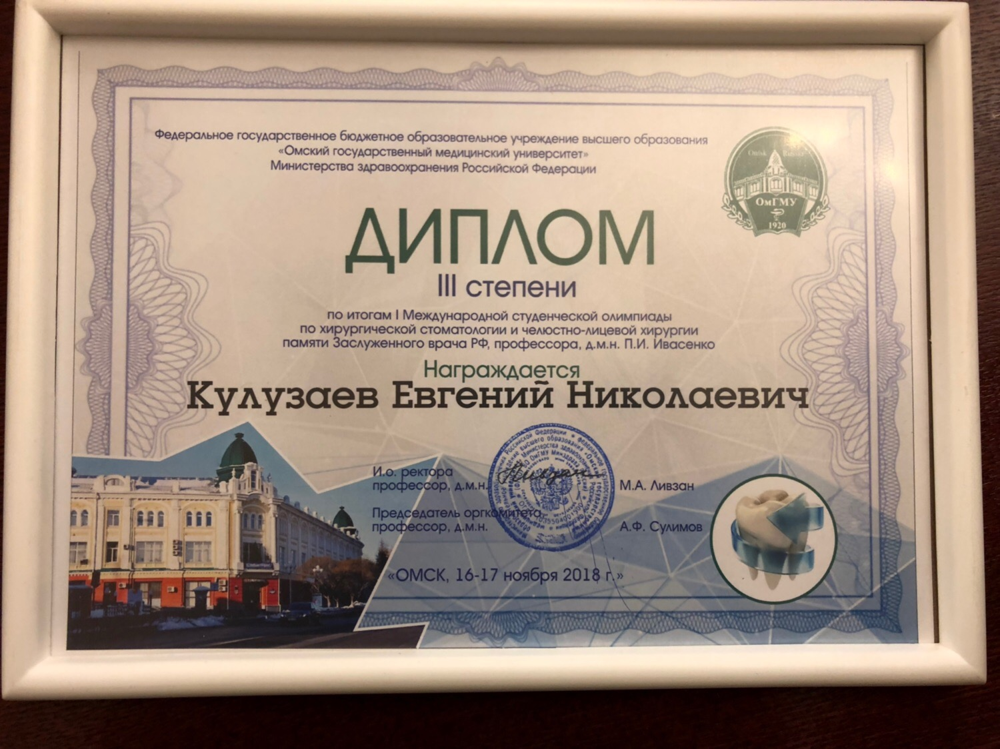 Федеральное государственное бюджетное образовательное учреждение высшего образования
«Омский государственный медицинский университет»
Министерства здравоохранения Российской Федерации
Omsk Russia
ОмГМУ
1920
ДИПЛОМ
III степени
по итогам I Международной студенческой олимпиады
по хирургической стоматологии и челюстно-лицевой хирургии
памяти Заслуженного врача РФ, профессора, д.м.н. П.И. Ивасенко
Награждается
Кулузаев Евгений Николаевич
И.о. ректора
профессор, д.м.н.
М.А. Ливзан
Председатель оргкомитета,
профессор, д.м.н.
А.Ф. Сулимов
«ОМСК, 16-17 ноября 2018 г.»